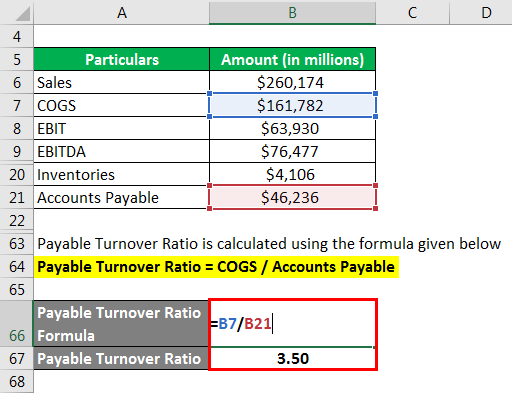 A B C D
4
5 Particulars Amount (in millions)
6 Sales $260,174
7 COGS $161,782
8 EBIT $63,930
9 EBITDA $76,477
20 Inventories $4,106
21 Accounts Payable $46,236
22
63 Payable Turnover Ratio is calculated using the formula given below
64 Payable Turnover Ratio = COGS / Accounts Payable
65
Payable Turnover Ratio
66 Formula =B7/B21
67 Payable Turnover Ratio 3.50
68